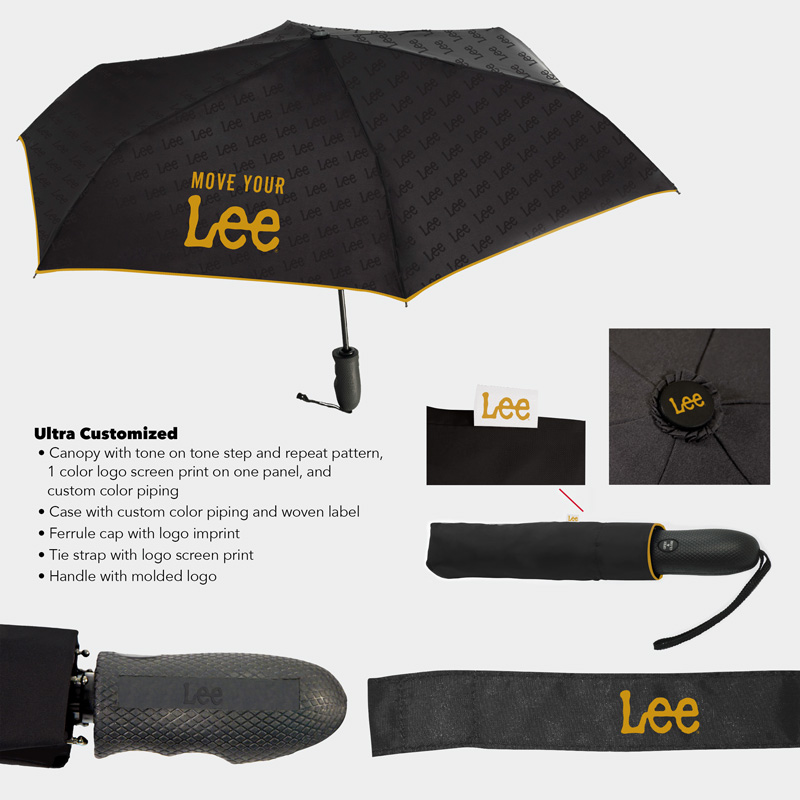 MOVE YOUR
Lee
Lee
Lee
Ultra Customized
• Canopy with tone on tone step and repeat pattern,
1 color logo screen print on one panel, and
custom color piping
• Case with custom color piping and woven label
• Ferrule cap with logo imprint
• Tie strap with logo screen print
• Handle with molded logo
Lee
Lee
Lee